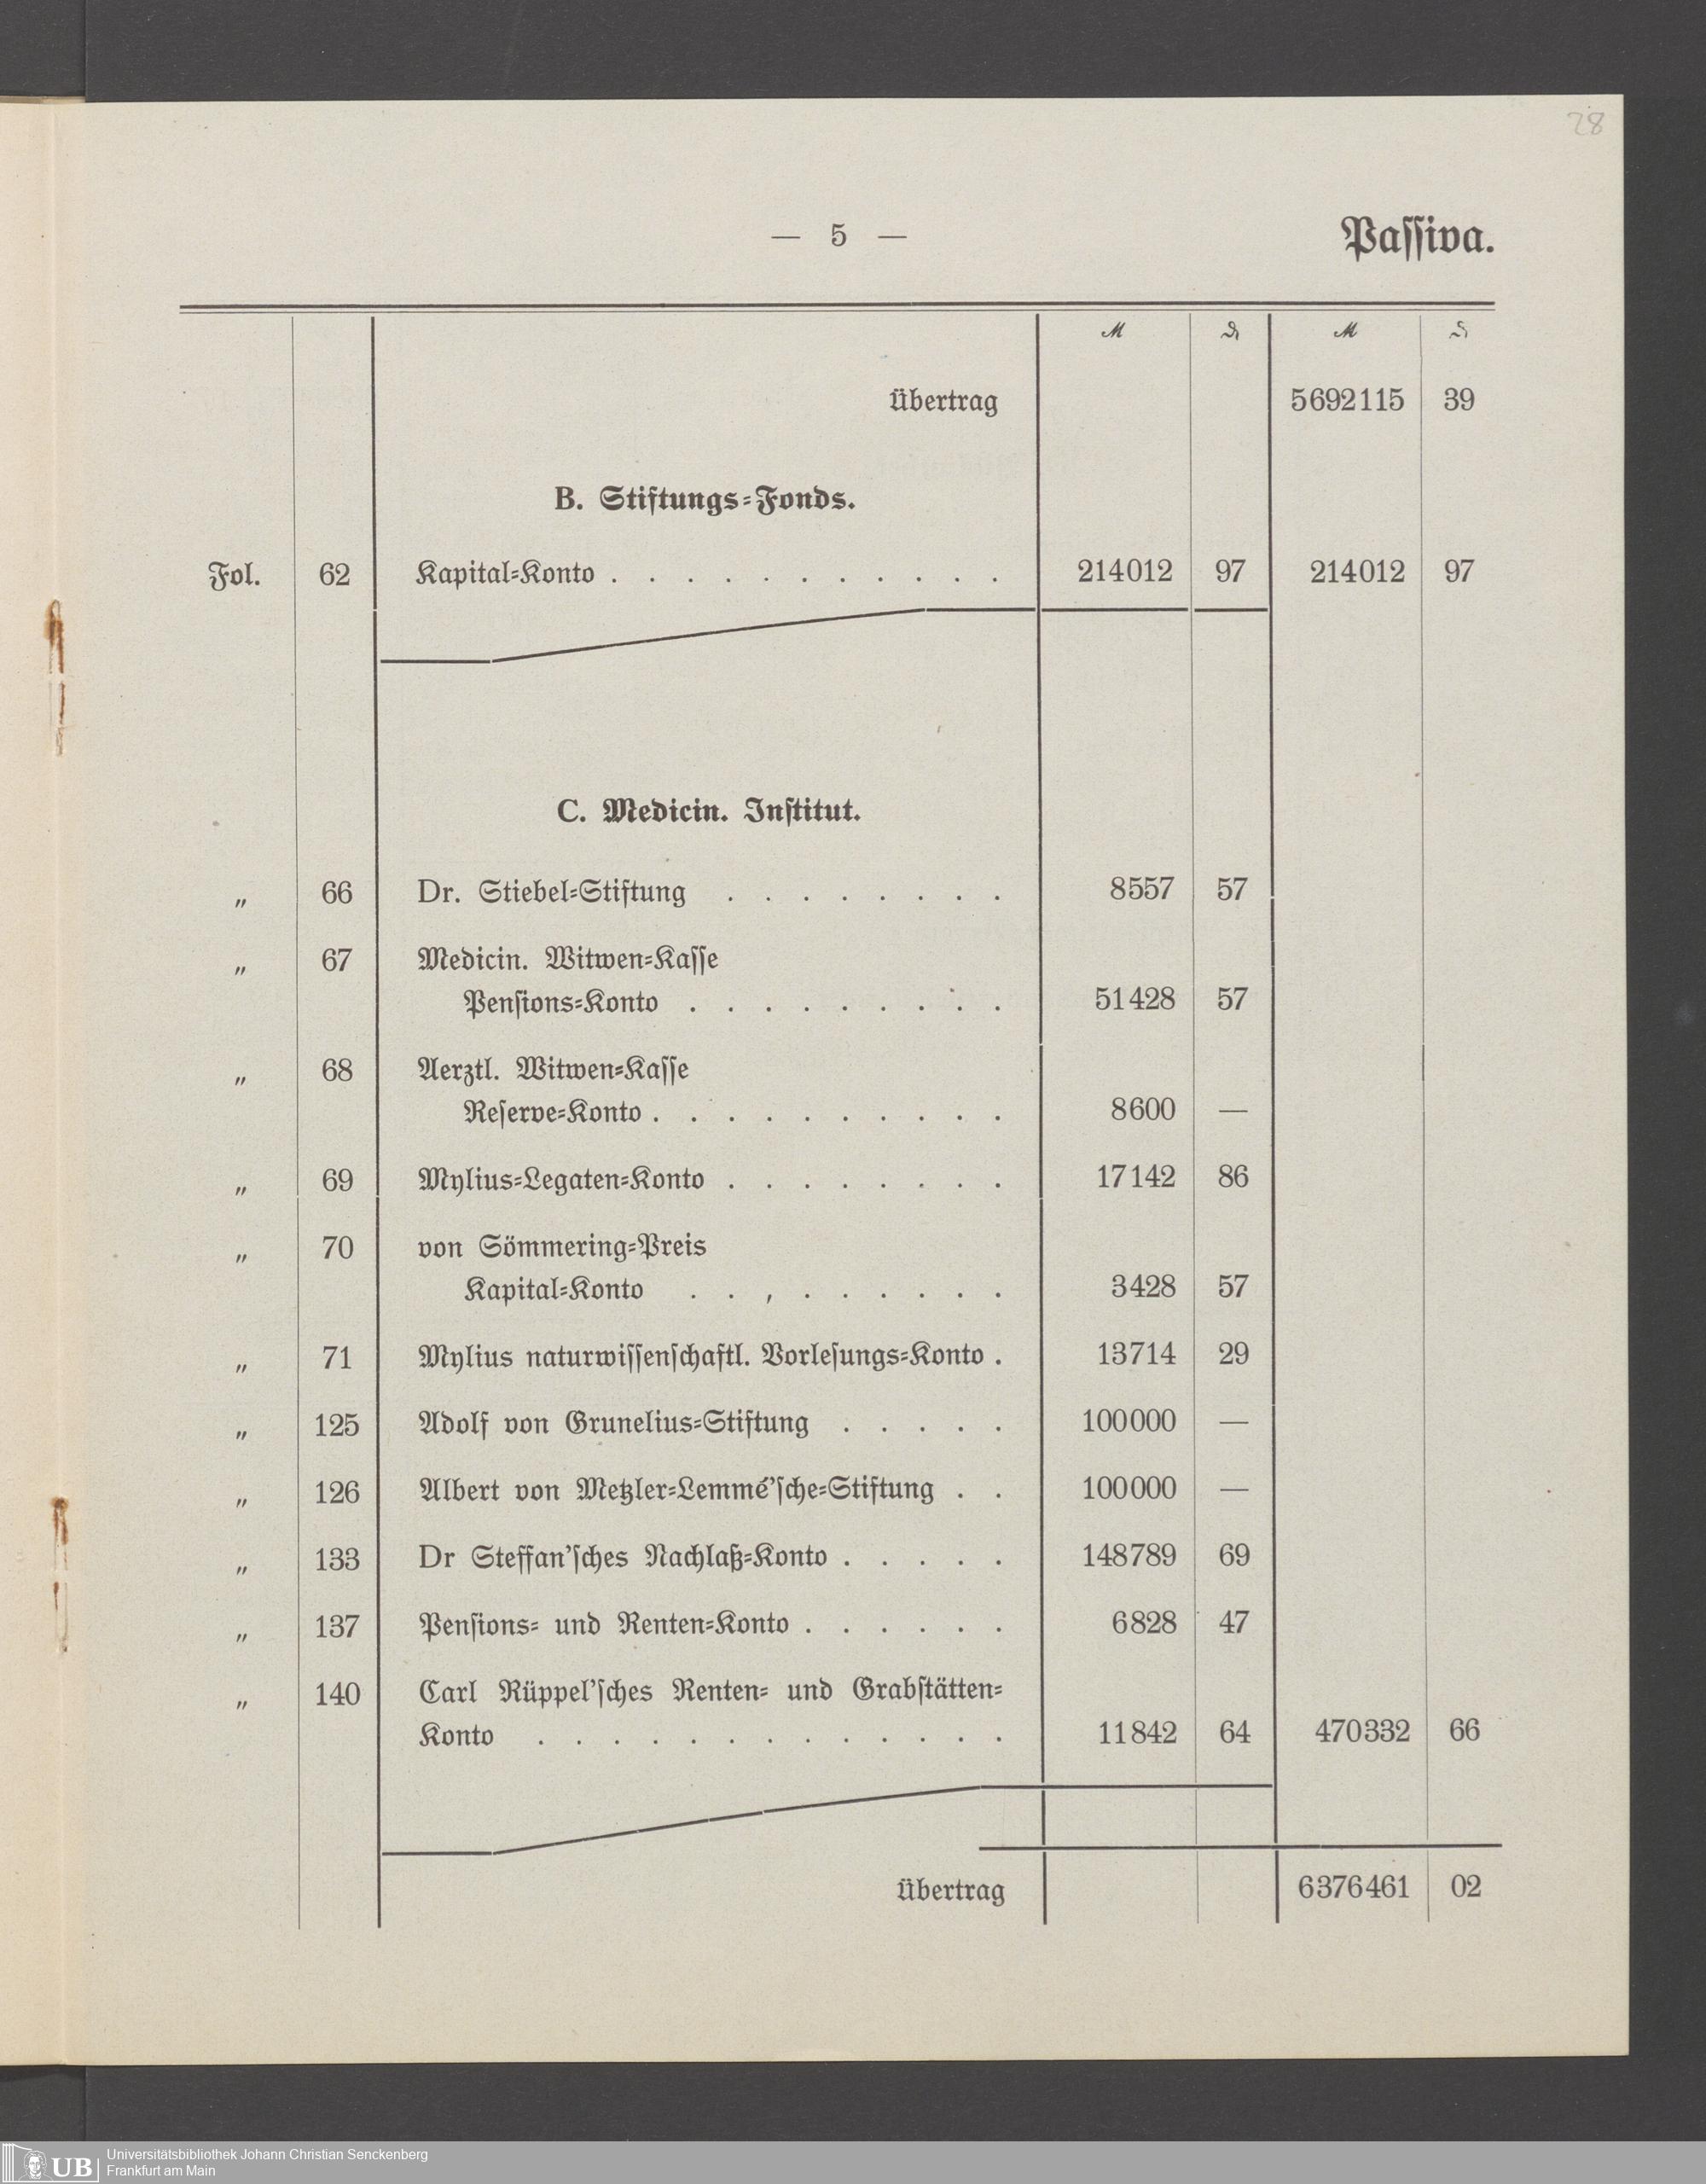 28
— 5 — Passiva.
ℳ ₰ ℳ ₰
Übertrag 5692115 39
B. Stiftungs-Fonds.
Fol. 62 Kapital-Konto . . . . . . . . . . . 214012 97 214012 97
C. Medicin. Institut.
„ 66 Dr. Stiebel-Stiftung . . . . . . . . 8557 57
„ 67 Medicin. Witwen-Kasse
Pensions-Konto . . . . . . . . . 51428 57
„ 68 Aerztl. Witwen-Kasse
Reserve-Konto . . . . . . . . . . 8600 —
„ 69 Mylius-Legaten-Konto . . . . . . . . 17142 86
„ 70 von Sömmering-Preis
Kapital-Konto . . , . . . . . . 3428 57
„ 71 Mylius naturwissenschaftl. Vorlesungs-Konto . 13714 29
„ 125 Adolf von Grunelius-Stiftung . . . . . 100000 —
„ 126 Albert von Metzler-Lemmé’sche-Stiftung . . 100000 —
„ 133 Dr Steffan’sches Nachlaß-Konto . . . . . 148789 69
„ 137 Pensions- und Renten-Konto . . . . . . 6828 47
„ 140 Carl Rüppel’sches Renten- und Grabstätten-
Konto . . . . . . . . . . . . . 11842 64 470332 66
Übertrag 6376461 02
UB Universitätsbibliothek Johann Christian Senckenberg
Frankfurt am Main